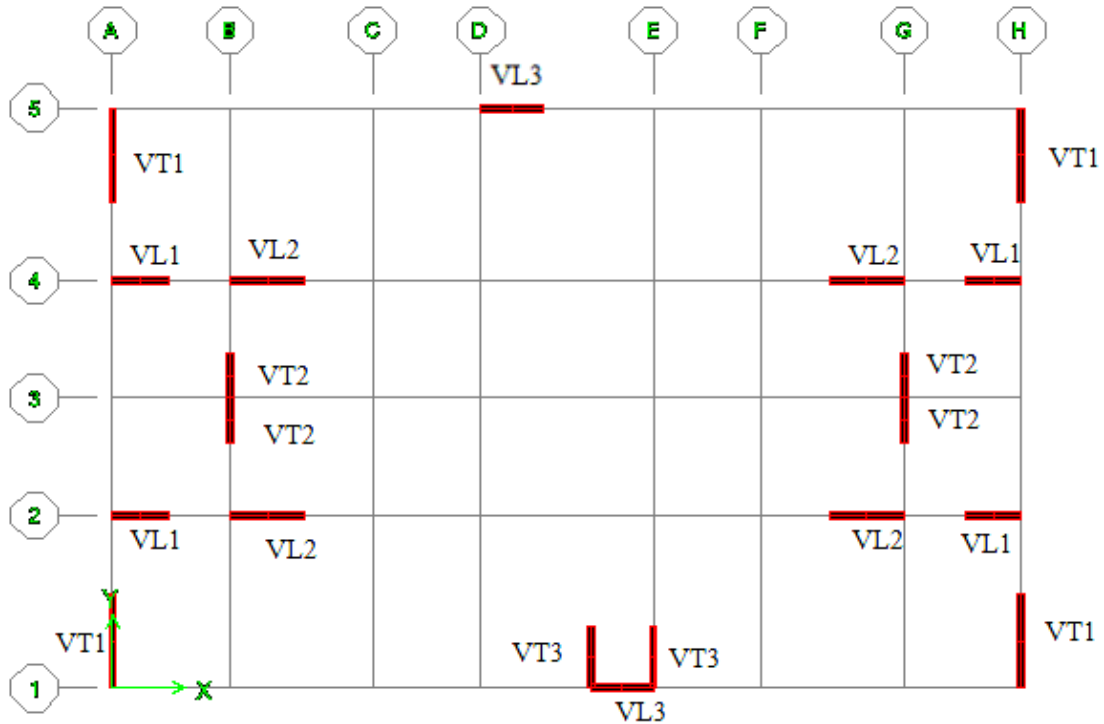 A B C D E F G H
VL3
5
VT1 VT1
VL1 VL2 VL2 VL1
4
VT2 VT2
3
VT2 VT2
2
VL1 VL2 VL2 VL1
Y
VT1 VT3 VT3 VT1
1 X
VL3